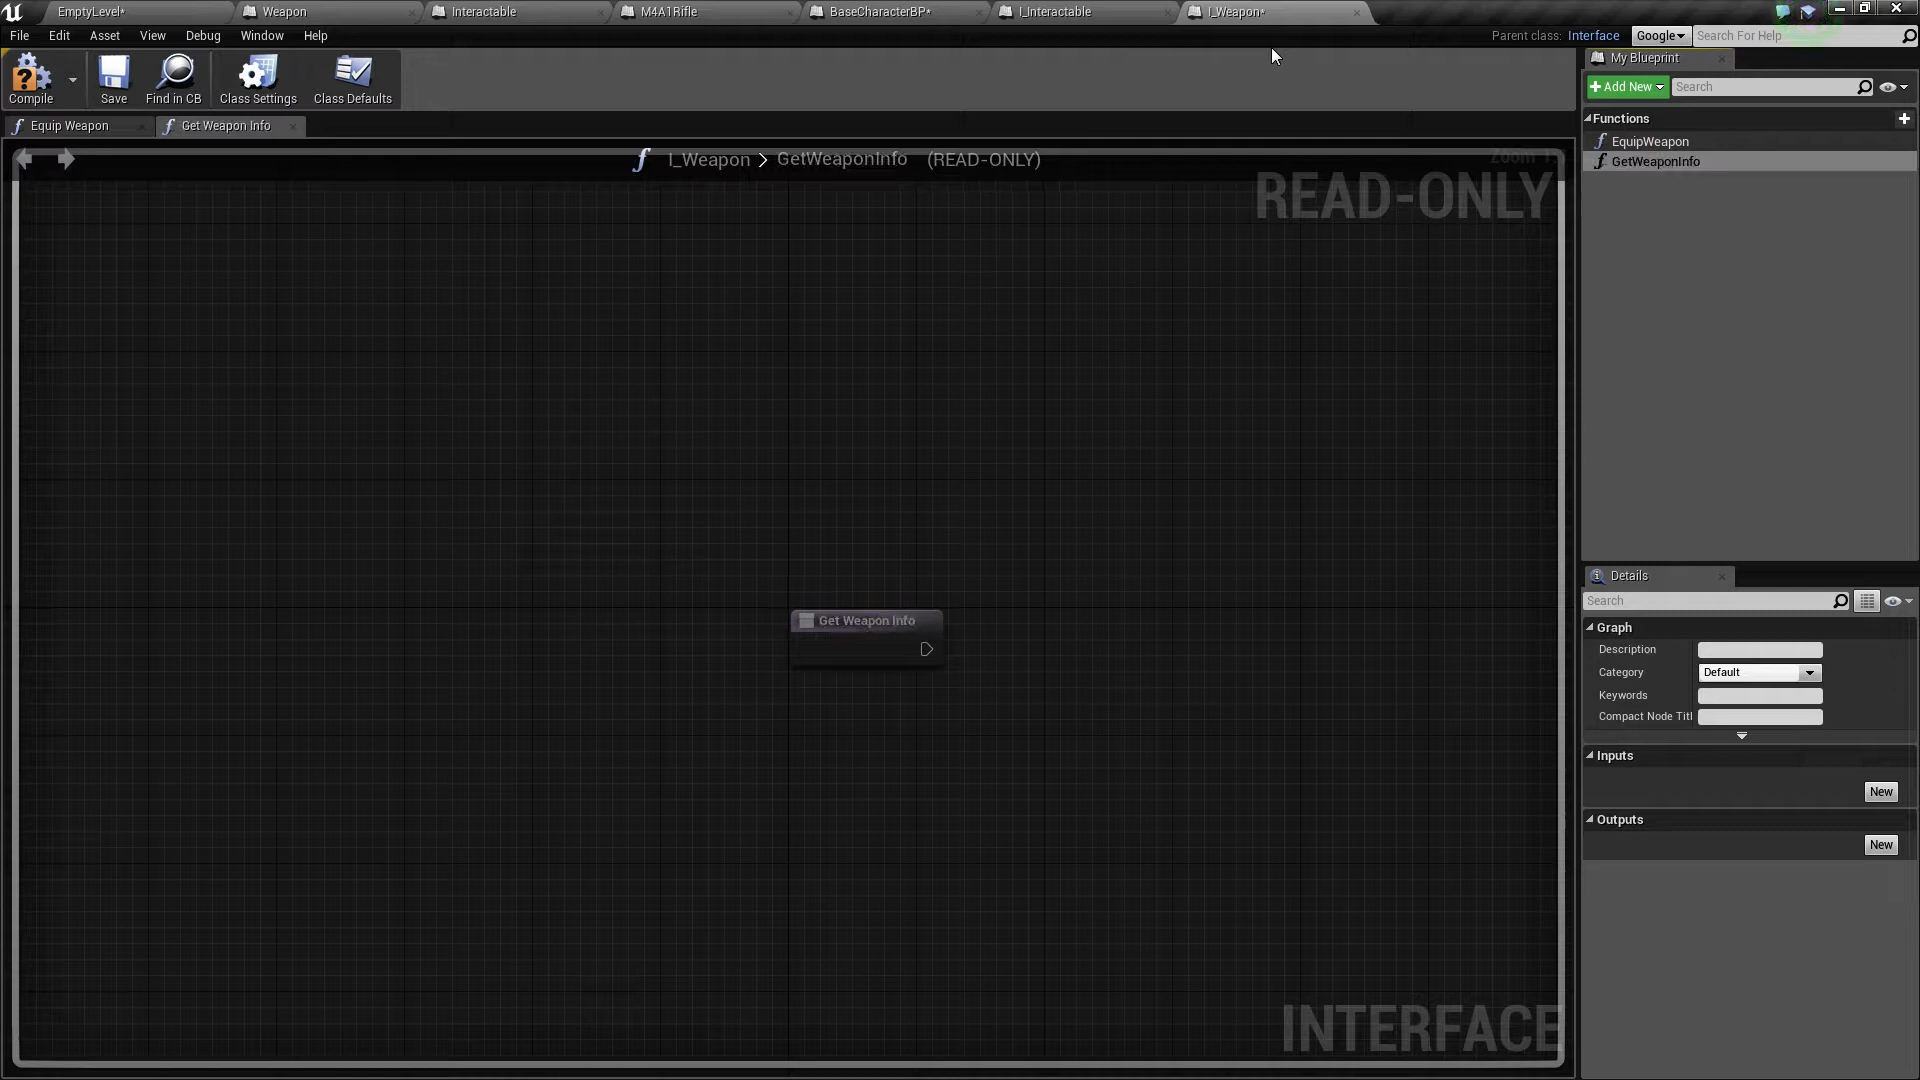 EmptyLevel*
Weapon
Interactable
M4A1Rifle
BaseCharacterBP*
I_Interactable
I_Weapon*
File
Edit
Asset
View
Debug
Window
Help
Parent class:
Interface
Google
Search For Help
Compile
Save
Find in CB
Class Settings
Class Defaults
My Blueprint
Add New
Search
Functions
EquipWeapon
GetWeaponInfo
Equip Weapon
Get Weapon Info
I_Weapon > GetWeaponInfo (READ-ONLY)
READ-ONLY
Get Weapon Info
INTERFACE
Details
Search
Graph
Description
Category
Default
Keywords
Compact Node Titl
Inputs
New
Outputs
New